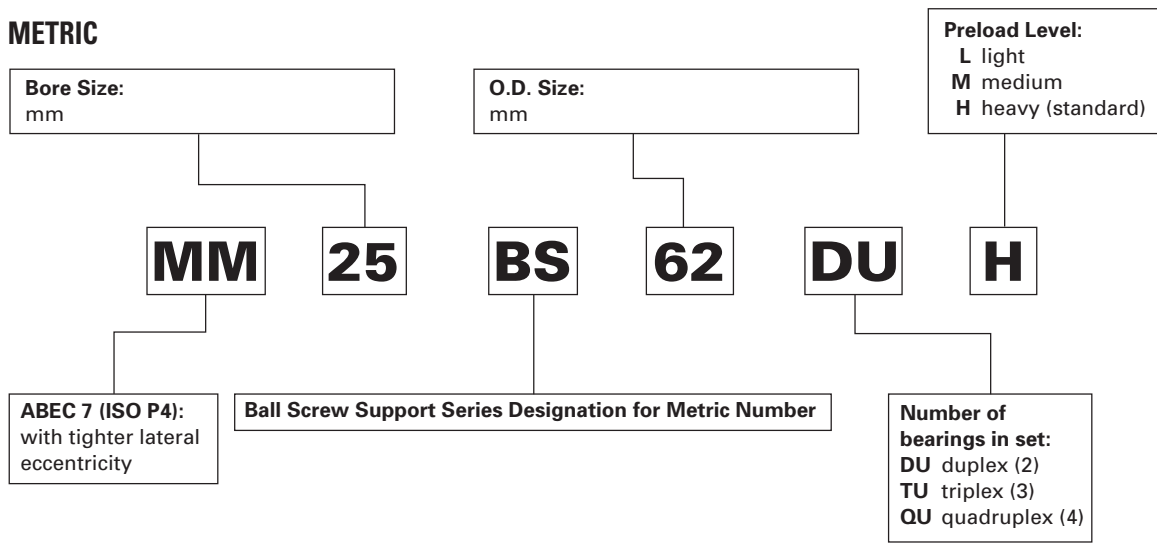 METRIC
Bore Size:
mm
O.D. Size:
mm
Preload Level:
L light
M medium
H heavy (standard)
MM 25 BS 62 DU H
ABEC 7 (ISO P4):
with tighter lateral
eccentricity
Ball Screw Support Series Designation for Metric Number
Number of
bearings in set:
DU duplex (2)
TU triplex (3)
QU quadruplex (4)